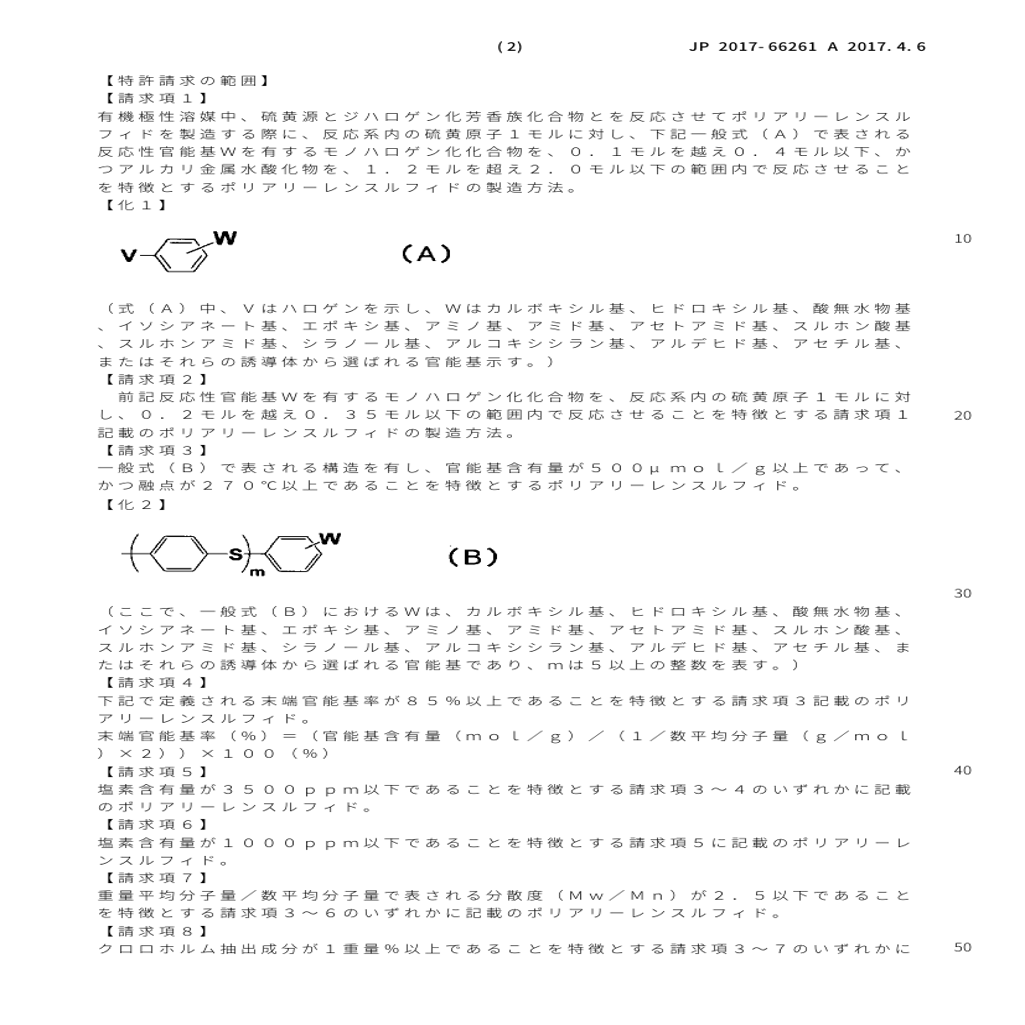 (2)
JP 2017-66261 A 2017.4.6
【特許請求の範囲】
【請求項１】
有機極性溶媒中、硫黄源とジハロゲン化芳香族化合物とを反応させてポリアリーレンスル
フィドを製造する際に、反応系内の硫黄原子１モルに対し、下記一般式（Ａ）で表される
反応性官能基Ｗを有するモノハロゲン化化合物を、０．１モルを越え０．４モル以下、か
つアルカリ金属水酸化物を、１．２モルを超え２．０モル以下の範囲内で反応させること
を特徴とするポリアリーレンスルフィドの製造方法。
【化１】
V W (A)
10
（式（Ａ）中、Ｖはハロゲンを示し、Ｗはカルボキシル基、ヒドロキシル基、酸無水物基
、イソシアネート基、エポキシ基、アミノ基、アミド基、アセトアミド基、スルホン酸基
、スルホンアミド基、シラノール基、アルコキシシラン基、アルデヒド基、アセチル基、
またはそれらの誘導体から選ばれる官能基示す。）
【請求項２】
　前記反応性官能基Ｗを有するモノハロゲン化化合物を、反応系内の硫黄原子１モルに対
し、０．２モルを越え０．３５モル以下の範囲内で反応させることを特徴とする請求項１
20
記載のポリアリーレンスルフィドの製造方法。
【請求項３】
一般式（Ｂ）で表される構造を有し、官能基含有量が５００μｍｏｌ／ｇ以上であって、
かつ融点が２７０℃以上であることを特徴とするポリアリーレンスルフィド。
【化２】
S m W (B)
30
（ここで、一般式（Ｂ）におけるＷは、カルボキシル基、ヒドロキシル基、酸無水物基、
イソシアネート基、エポキシ基、アミノ基、アミド基、アセトアミド基、スルホン酸基、
スルホンアミド基、シラノール基、アルコキシシラン基、アルデヒド基、アセチル基、ま
たはそれらの誘導体から選ばれる官能基であり、ｍは５以上の整数を表す。）
【請求項４】
下記で定義される末端官能基率が８５％以上であることを特徴とする請求項３記載のポリ
アリーレンスルフィド。
末端官能基率（％）＝（官能基含有量（ｍｏｌ／ｇ）／（１／数平均分子量（ｇ／ｍｏｌ
）×２））×１００（％）
【請求項５】
40
塩素含有量が３５００ｐｐｍ以下であることを特徴とする請求項３～４のいずれかに記載
のポリアリーレンスルフィド。
【請求項６】
塩素含有量が１０００ｐｐｍ以下であることを特徴とする請求項５に記載のポリアリーレ
ンスルフィド。
【請求項７】
重量平均分子量／数平均分子量で表される分散度（Ｍｗ／Ｍｎ）が２．５以下であること
を特徴とする請求項３～６のいずれかに記載のポリアリーレンスルフィド。
【請求項８】
クロロホルム抽出成分が１重量％以上であることを特徴とする請求項３～７のいずれかに
50